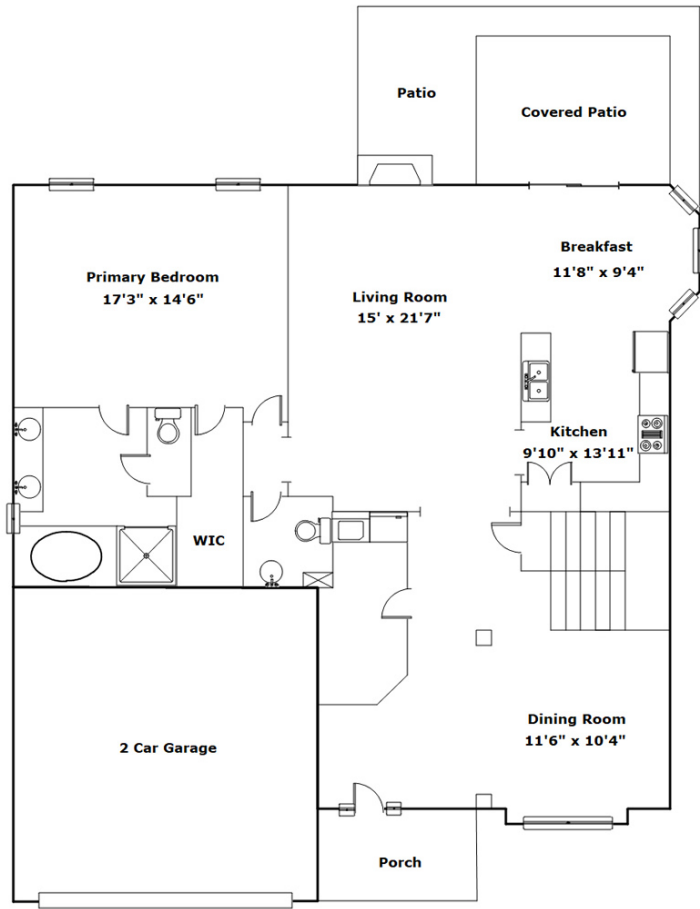 Patio
Covered Patio
Breakfast
11'8" x 9'4"
Primary Bedroom
17'3" x 14'6"
Living Room
15' x 21'7"
Kitchen
9'10" x 13'11"
WIC
Dining Room
11'6" x 10'4"
2 Car Garage
Porch